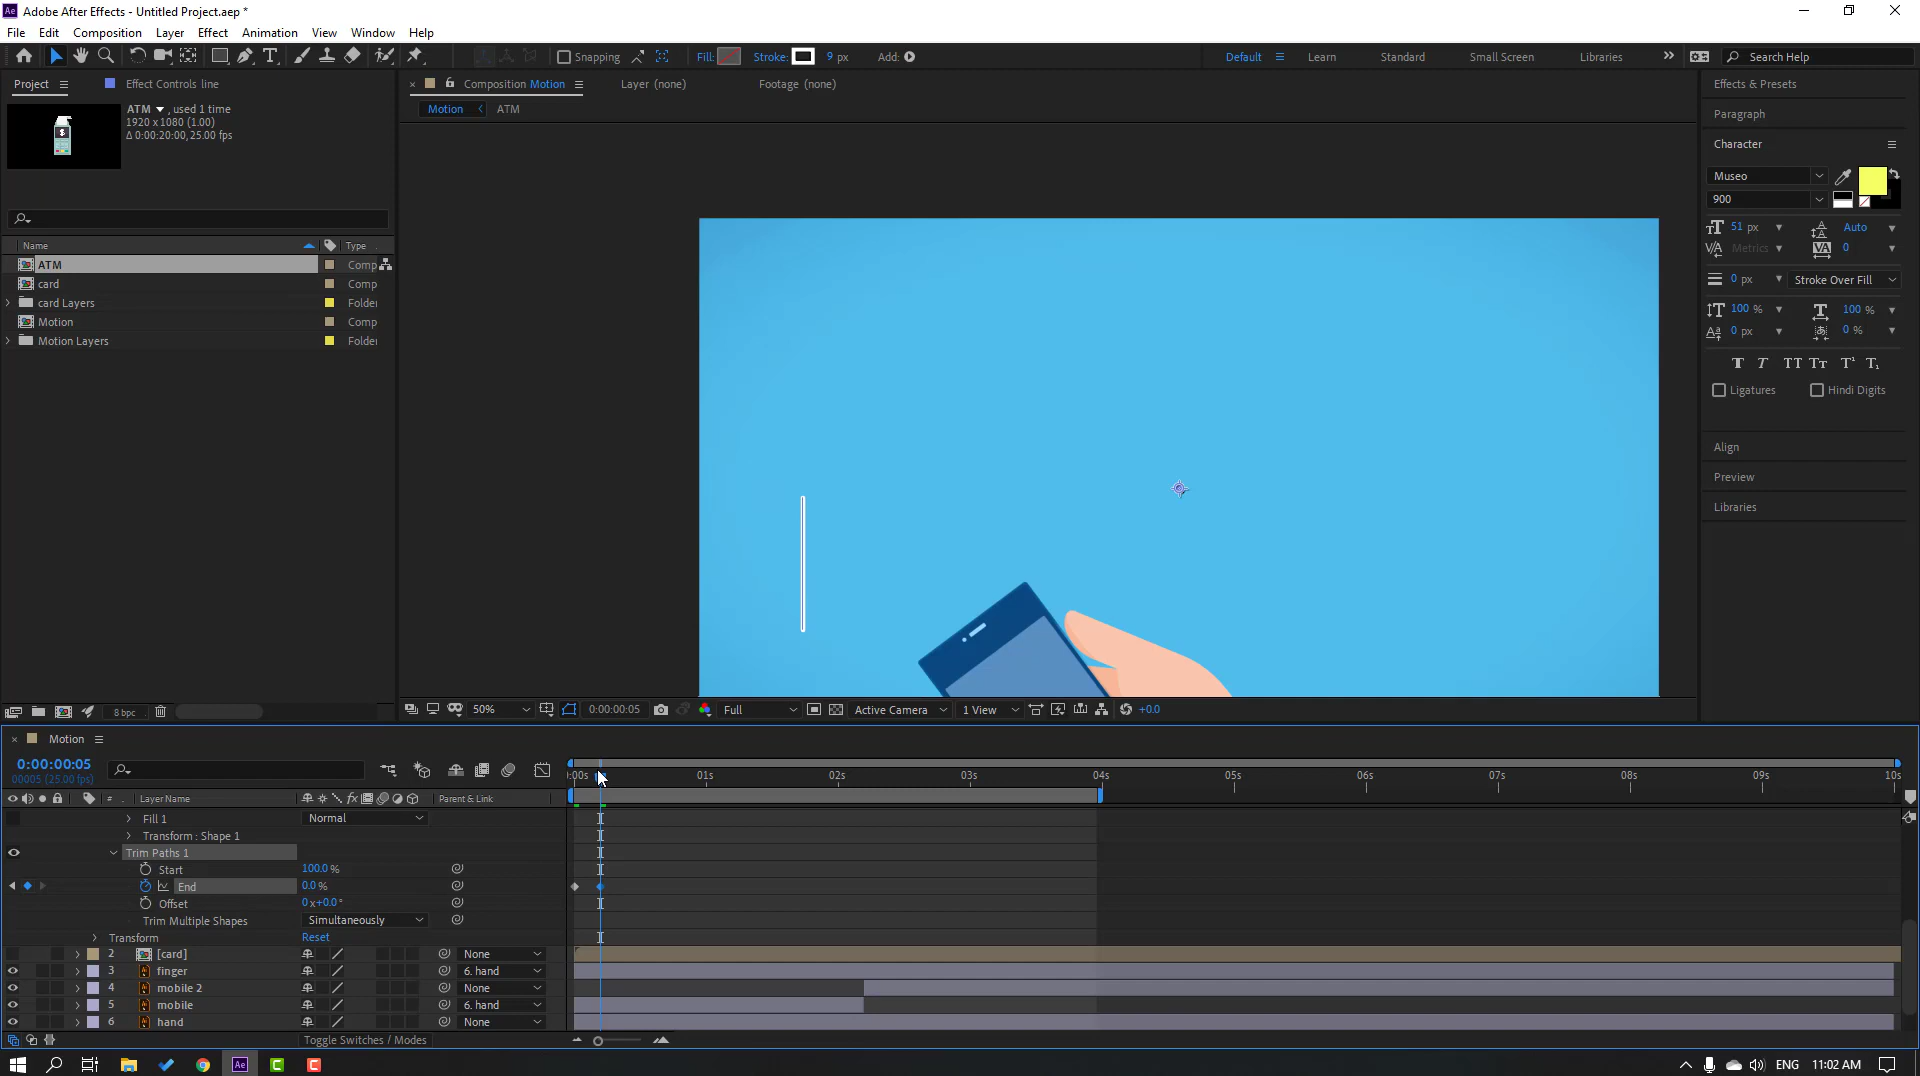 Adobe After Effects - Untitled Project.aep *
File Edit Composition Layer Effect Animation View Window Help
Snapping Fill: Stroke: 9 px Add: Default Learn Standard Small Screen Libraries Search Help
Project Effect Controls line
ATM , used 1 time
1920 x 1080 (1.00)
Δ 0:00:20:00, 25.00 fps
Name Type
ATM Comp
card Comp
card Layers Folder
Motion Comp
Motion Layers Folder
8 bpc
Composition Motion Layer (none) Footage (none)
Motion ATM
50% 0:00:00:05 Full Active Camera 1 View +0.0
Effects & Presets
Paragraph
Character
Museo
900
51 px Auto
Metrics 0
0 px Stroke Over Fill
100 % 100 %
0 px 0 %
Ligatures Hindi Digits
Align
Preview
Libraries
Motion
0:00:00:05
00005 (25.00 fps)
:00s 01s 02s 03s 04s 05s 06s 07s 08s 09s 10s
# Layer Name Parent & Link
Fill 1 Normal
Transform : Shape 1
Trim Paths 1
Start 100.0 %
End 0.0 %
Offset 0 x+0.0 °
Trim Multiple Shapes Simultaneously
Transform Reset
2 [card] None
3 finger 6. hand
4 mobile 2 None
5 mobile 6. hand
6 hand None
Toggle Switches / Modes
ENG 11:02 AM